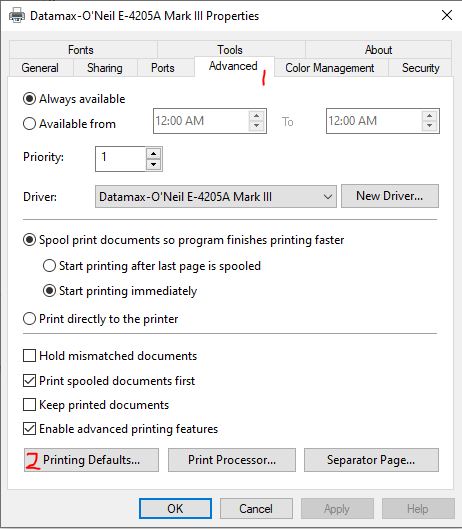 Datamax-O'Neil E-4205A Mark III Properties
Fonts Tools About
General Sharing Ports Advanced Color Management Security
1
Always available
Available from 12:00 AM To 12:00 AM
Priority: 1
Driver: Datamax-O'Neil E-4205A Mark III New Driver...
Spool print documents so program finishes printing faster
Start printing after last page is spooled
Start printing immediately
Print directly to the printer
Hold mismatched documents
Print spooled documents first
Keep printed documents
Enable advanced printing features
2 Printing Defaults... Print Processor... Separator Page...
OK Cancel Apply Help